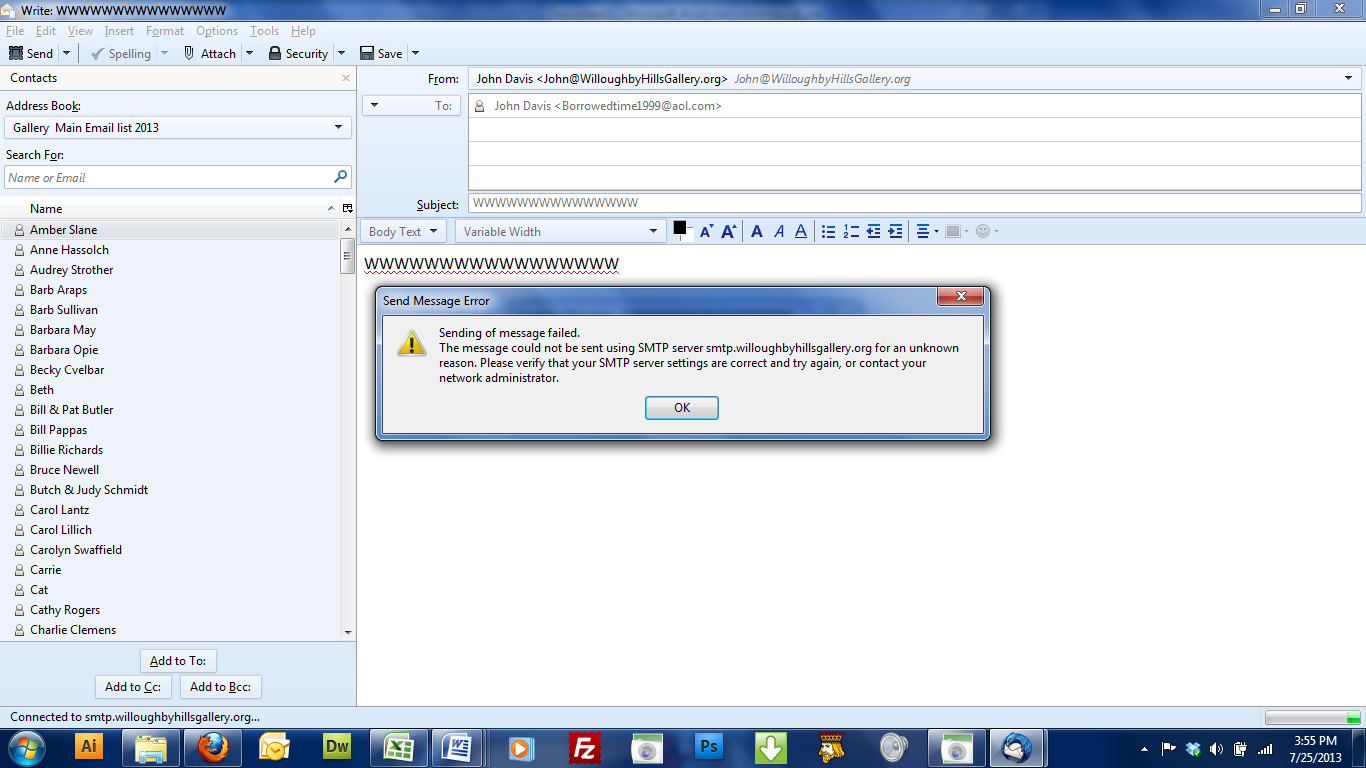 Write: WWWWWWWWWWWWWWW
File Edit View Insert Format Options Tools Help
Send Spelling Attach Security Save
Contacts
From: John Davis <John@WilloughbyHillsGallery.org> John@WilloughbyHillsGallery.org
Address Book:
To: John Davis <Borrowedtime1999@aol.com>
Gallery Main Email list 2013
Search For:
Name or Email
Subject: WWWWWWWWWWWWWWW
Name
Body Text Variable Width
Amber Slane
Anne Hassolch
Audrey Strother
Barb Araps
Barb Sullivan
Barbara May
Barbara Opie
Becky Cvelbar
Beth
Bill & Pat Butler
Bill Pappas
Billie Richards
Bruce Newell
Butch & Judy Schmidt
Carol Lantz
Carol Lillich
Carolyn Swaffield
Carrie
Cat
Cathy Rogers
Charlie Clemens
WWWWWWWWWWWWWWWWW
Send Message Error
Sending of message failed.
The message could not be sent using SMTP server smtp.willoughbyhillsgallery.org for an unknown
reason. Please verify that your SMTP server settings are correct and try again, or contact your
network administrator.
OK
Add to To:
Add to Cc: Add to Bcc:
Connected to smtp.willoughbyhillsgallery.org...
Ai Dw Fz Ps
3:55 PM
7/25/2013